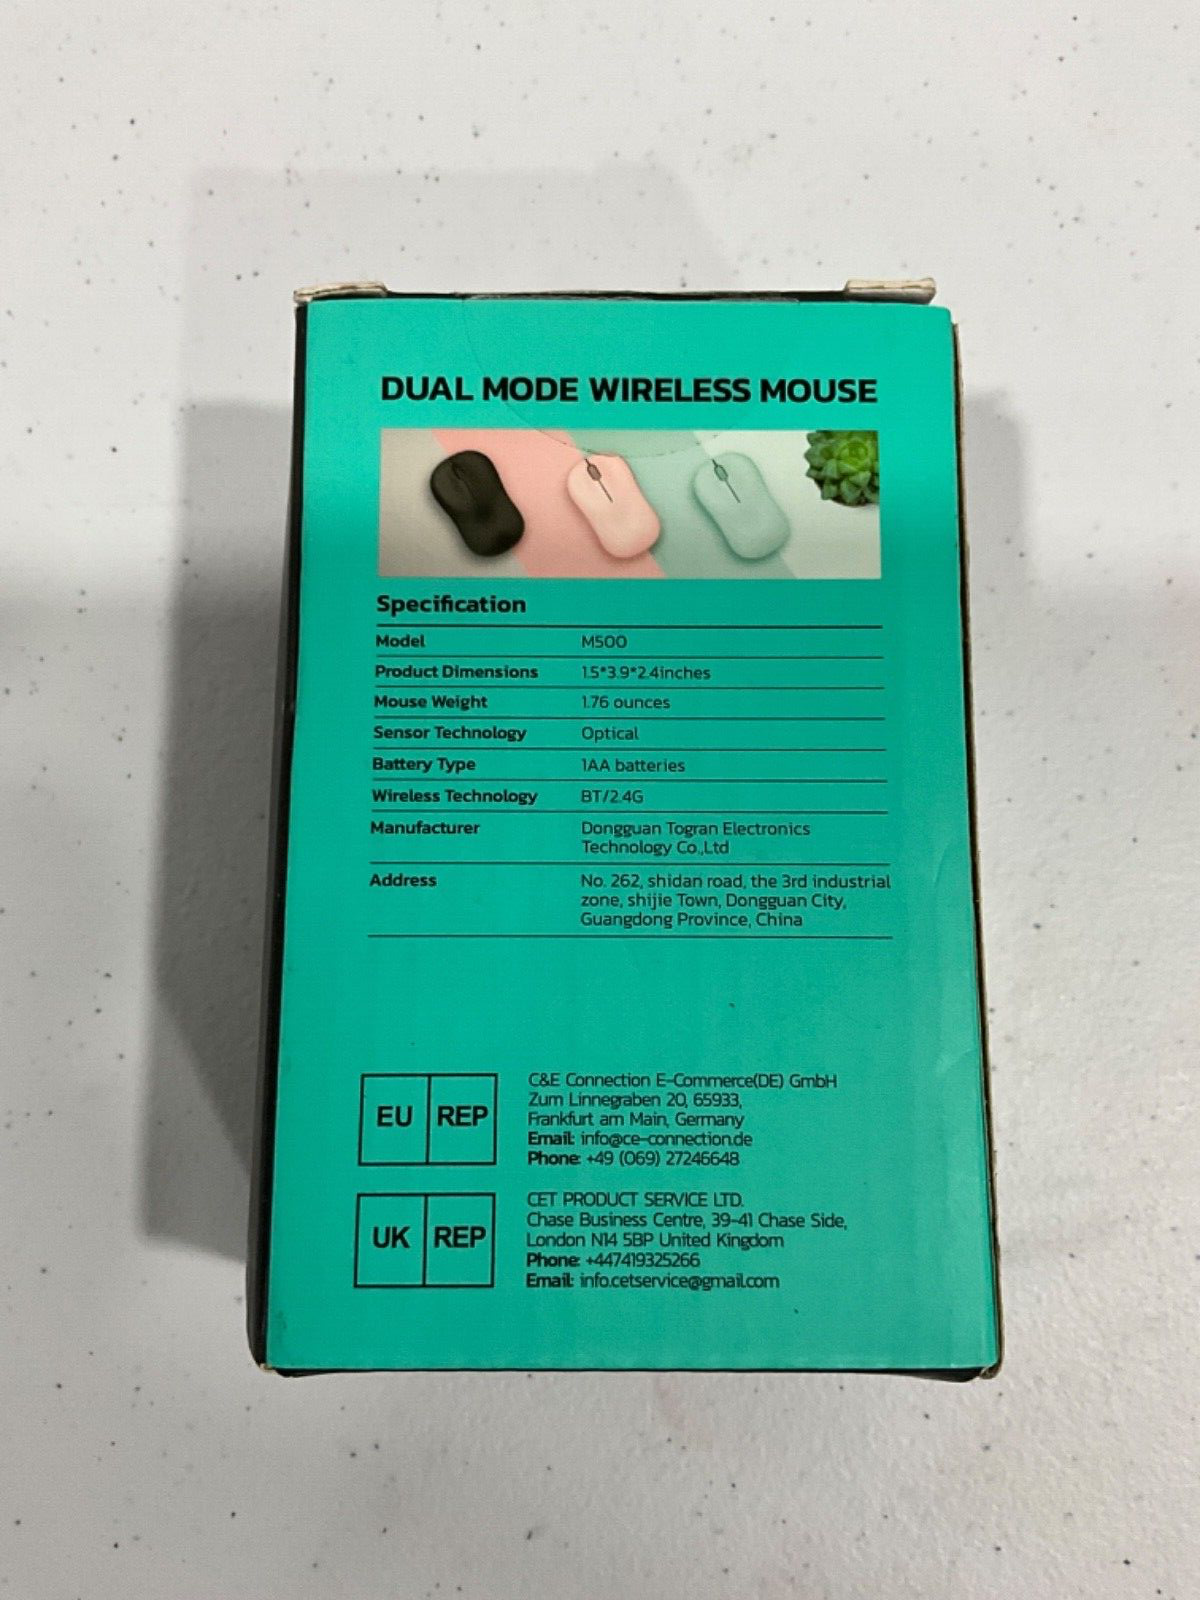 DUAL MODE WIRELESS MOUSE
Specification
Model M500
Product Dimensions 1.5*3.9*2.4inches
Mouse Weight 1.76 ounces
Sensor Technology Optical
Battery Type 1AA batteries
Wireless Technology BT/2.4G
Manufacturer Dongguan Togran Electronics
Technology Co.,Ltd
Address No. 262, shidan road, the 3rd industrial
zone, shijie Town, Dongguan City,
Guangdong Province, China
EU REP
C&E Connection E-Commerce(DE) GmbH
Zum Linnegraben 20, 65933,
Frankfurt am Main, Germany
Email: info@ce-connection.de
Phone: +49 (069) 27246648
UK REP
CET PRODUCT SERVICE LTD.
Chase Business Centre, 39-41 Chase Side,
London N14 5BP United Kingdom
Phone: +447419325266
Email: info.cetservice@gmail.com